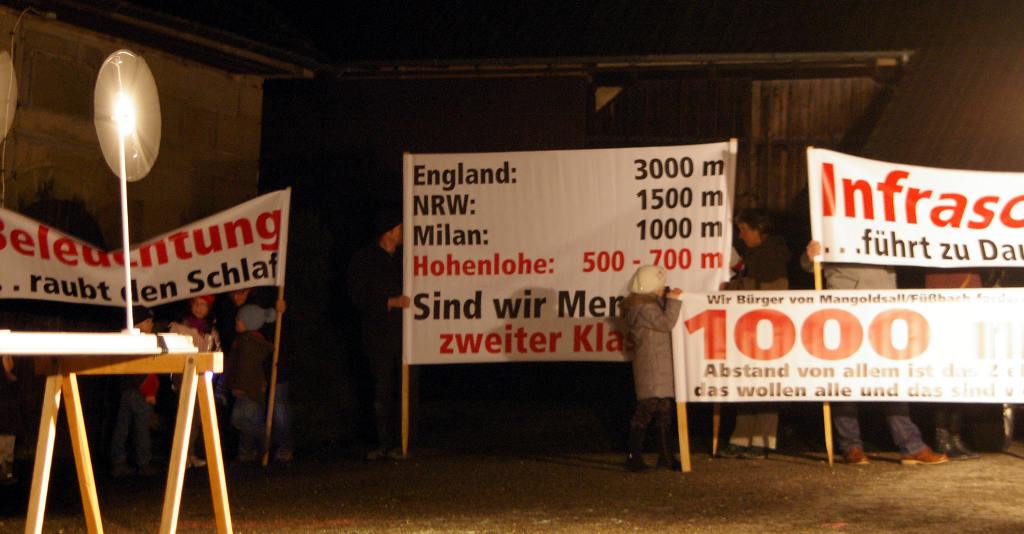 Beleuchtung
. . raubt den Schlaf
England: 3000 m
NRW: 1500 m
Milan: 1000 m
Hohenlohe: 500 - 700 m
Sind wir Men
zweiter Klas
Infrasc
. . .führt zu Dau
Wir Bürger von Mangoldsall/Füßbach forder
1000
Abstand von allem ist das
das wollen alle und das sind